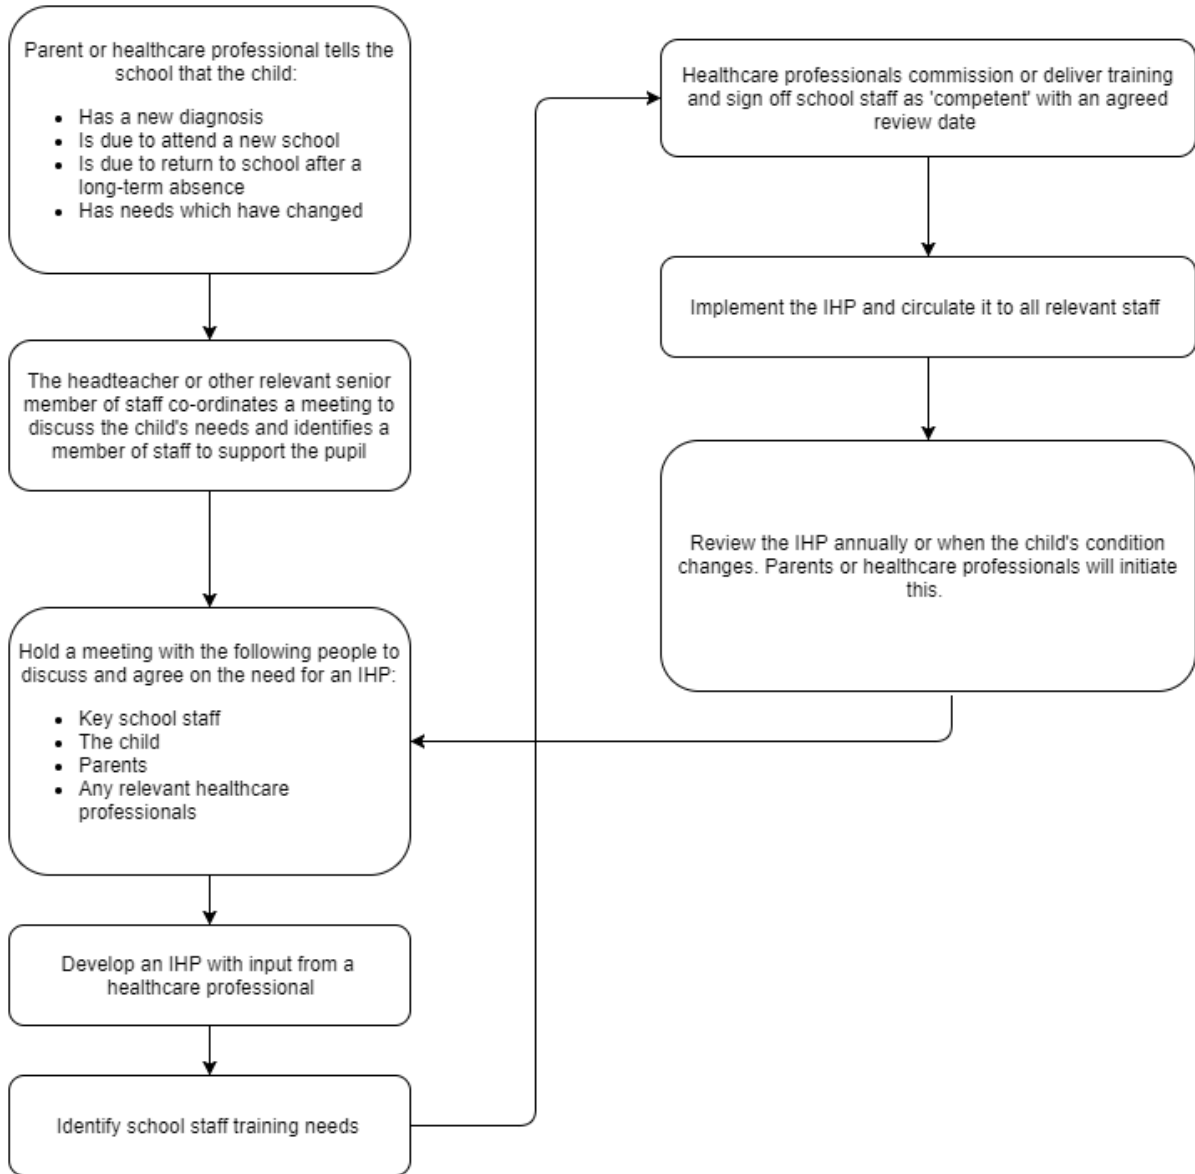 Parent or healthcare professional tells the
school that the child:
• Has a new diagnosis
• Is due to attend a new school
• Is due to return to school after a
long-term absence
• Has needs which have changed
The headteacher or other relevant senior
member of staff co-ordinates a meeting to
discuss the child's needs and identifies a
member of staff to support the pupil
Hold a meeting with the following people to
discuss and agree on the need for an IHP:
• Key school staff
• The child
• Parents
• Any relevant healthcare
professionals
Develop an IHP with input from a
healthcare professional
Identify school staff training needs
Healthcare professionals commission or deliver training
and sign off school staff as 'competent' with an agreed
review date
Implement the IHP and circulate it to all relevant staff
Review the IHP annually or when the child's condition
changes. Parents or healthcare professionals will initiate
this.